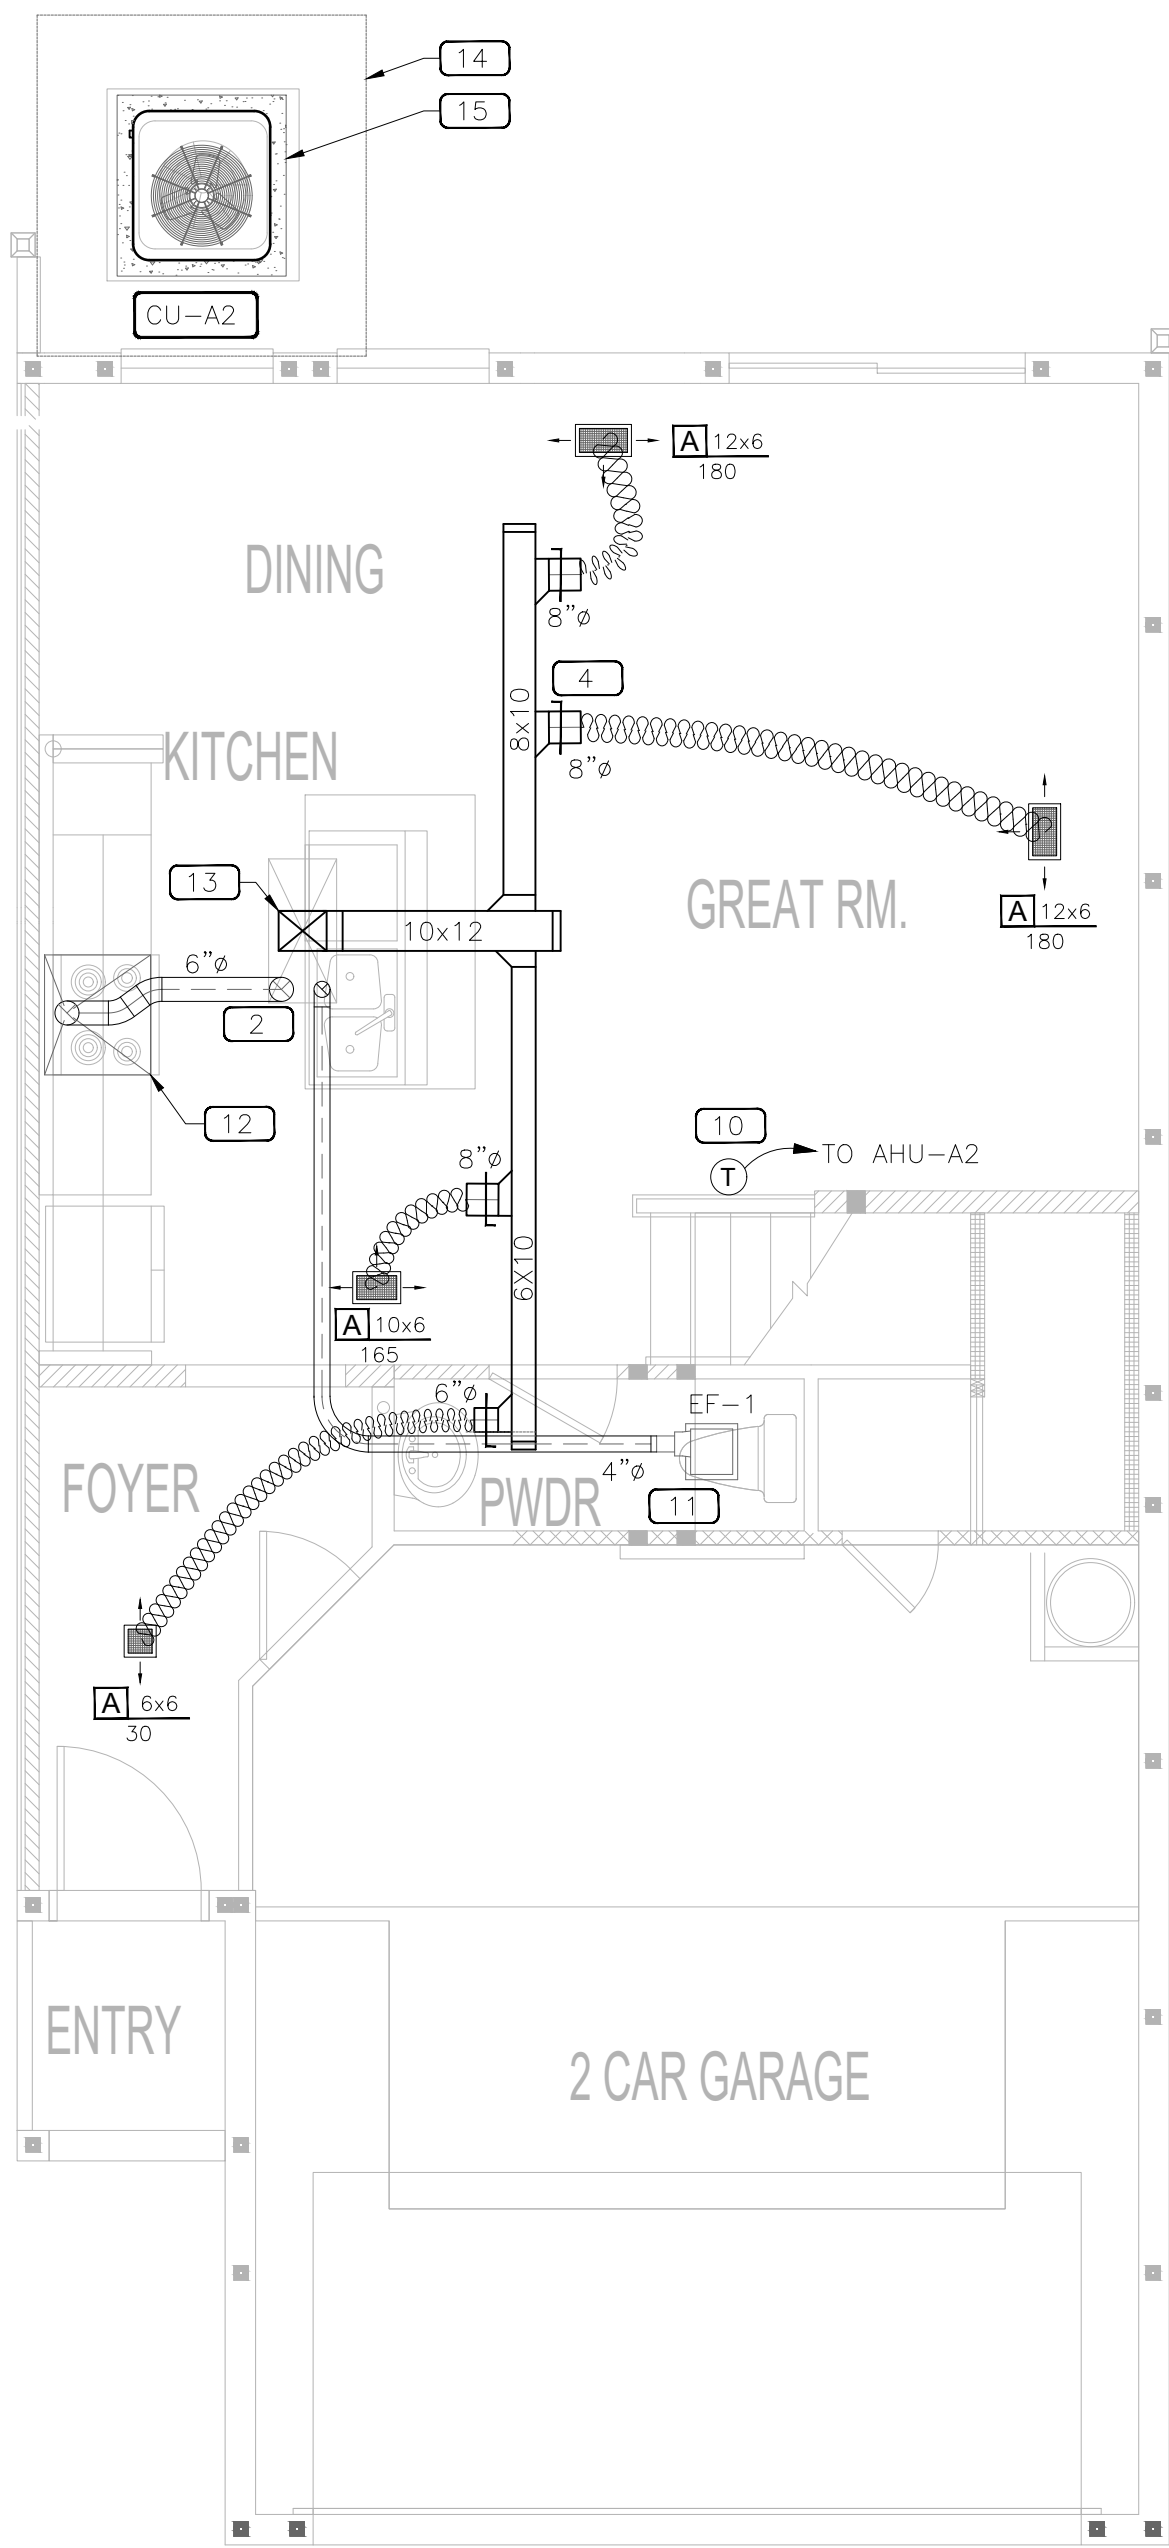 14
15
CU-A2
A 12x6
180
DINING
8"ø
4
8x10
8"ø
KITCHEN
13
10x12
GREAT RM.
A 12x6
180
6"ø
2
12
10
T
TO AHU-A2
8"ø
6X10
A 10x6
165
6"ø
EF-1
FOYER
4"ø
PWDR
11
A 6x6
30
ENTRY
2 CAR GARAGE